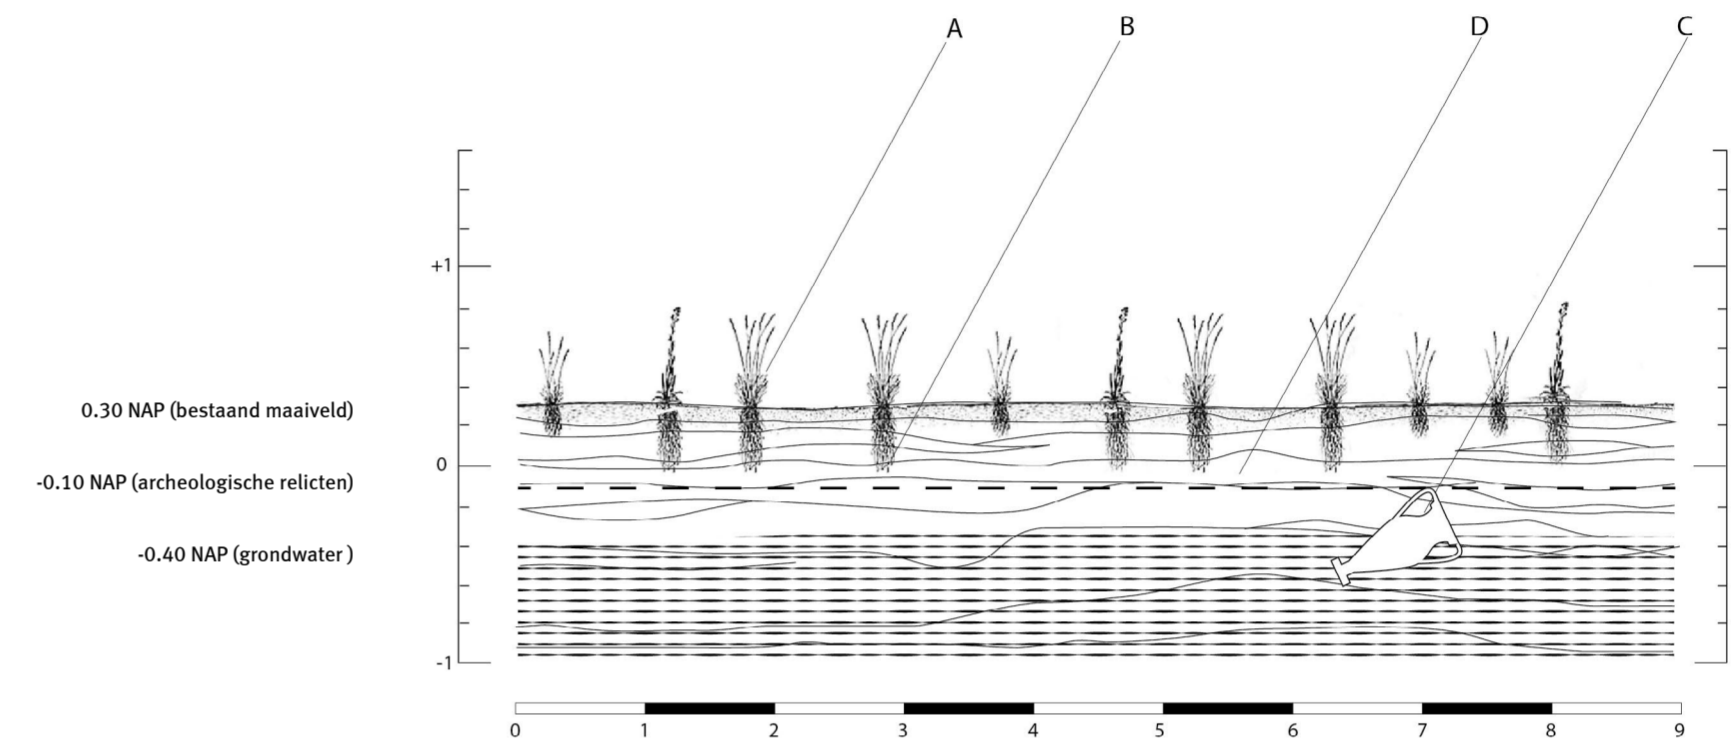 A B D C
+1
0.30 NAP (bestaand maaiveld)
0
-0.10 NAP (archeologische relicten)
-0.40 NAP (grondwater )
-1
0 1 2 3 4 5 6 7 8 9